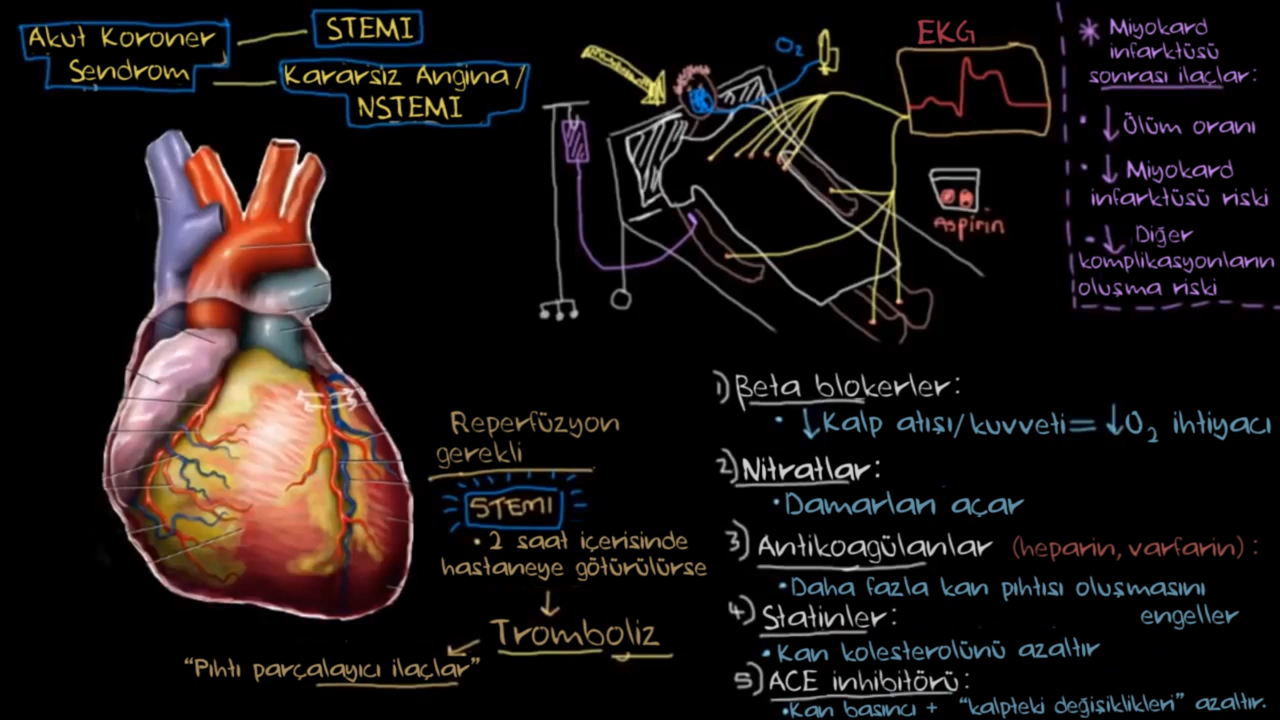 Akut Koroner
Sendrom
STEMI
Kararsız Angina/
NSTEMI
O₂
EKG
Aspirin
* Miyokard
infarktüsü
sonrası ilaçlar:
• ↓ Ölüm oranı
• ↓ Miyokard
infarktüsü riski
• ↓ Diğer
komplikasyonların
oluşma riski
Reperfüzyon
gerekli
STEMI
• 2 saat içerisinde
hastaneye götürülürse
↓
Tromboliz
"Pıhtı parçalayıcı ilaçlar"
1) Beta blokerler:
• ↓Kalp atışı/kuvveti= ↓O₂ ihtiyacı
2) Nitratlar:
• Damarları açar
3) Antikoagülanlar (heparin, varfarin) :
• Daha fazla kan pıhtısı oluşmasını
engeller
4) Statinler:
• Kan kolesterolünü azaltır
5) ACE inhibitörü:
• Kan basıncı + "kalpteki değişiklikleri" azaltır.